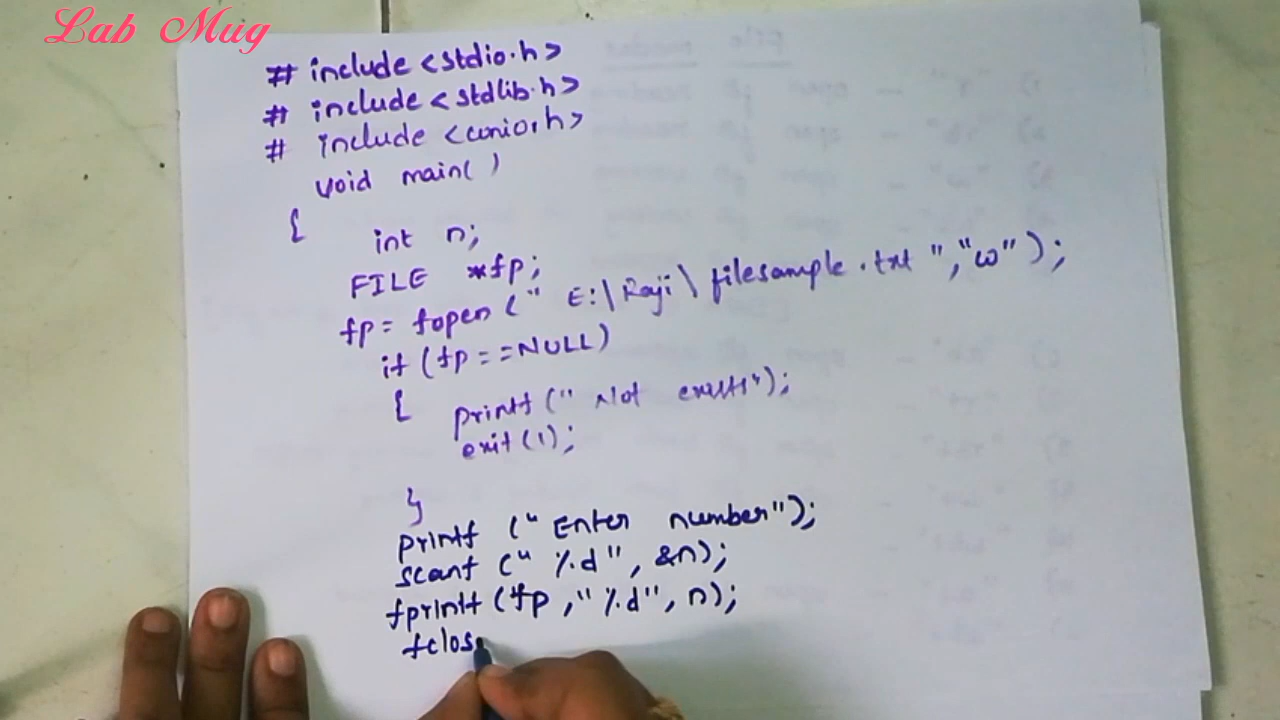 Lab Mug
# include <stdio.h>
# include <stdlib.h>
# include <conio.h>
void main( )
{
int n;
FILE *fp;
fp = fopen (" E:\Raji\filesample.txt ","w" );
if (fp ==NULL)
{
printf (" Not exists");
exit (1);
}
printf (" Enter number");
scanf (" %d", &n);
fprintf (fp ," %d", n);
fclos